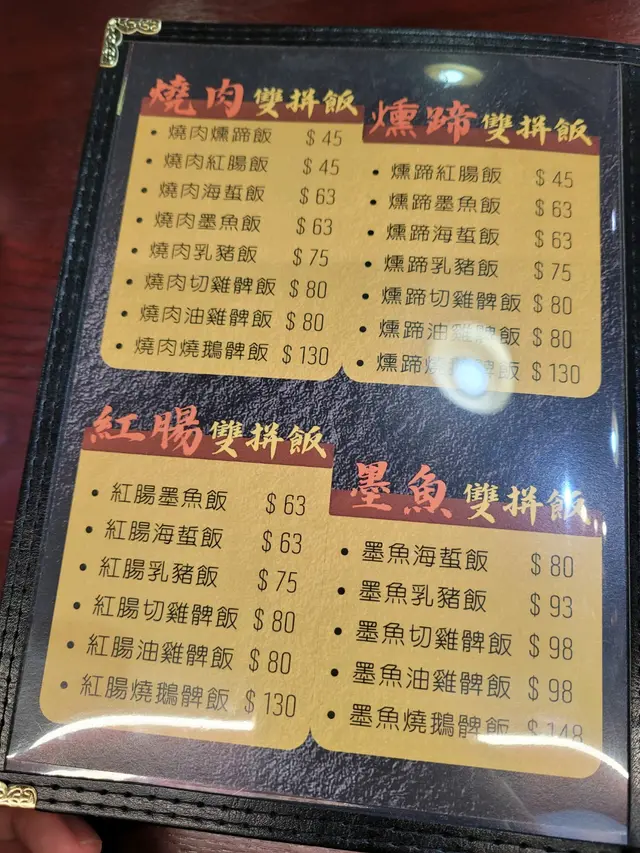 燒肉雙拼飯
• 燒肉燻蹄飯 $45
• 燒肉紅腸飯 $45
• 燒肉海蜇飯 $63
• 燒肉墨魚飯 $63
• 燒肉乳豬飯 $75
• 燒肉切雞髀飯 $80
• 燒肉油雞髀飯 $80
• 燒肉燒鵝髀飯 $130
燻蹄雙拼飯
• 燻蹄紅腸飯 $45
• 燻蹄墨魚飯 $63
• 燻蹄海蜇飯 $63
• 燻蹄乳豬飯 $75
• 燻蹄切雞髀飯 $80
• 燻蹄油雞髀飯 $80
• 燻蹄燒鵝髀飯 $130
紅腸雙拼飯
• 紅腸墨魚飯 $63
• 紅腸海蜇飯 $63
• 紅腸乳豬飯 $75
• 紅腸切雞髀飯 $80
• 紅腸油雞髀飯 $80
• 紅腸燒鵝髀飯 $130
墨魚雙拼飯
• 墨魚海蜇飯 $80
• 墨魚乳豬飯 $93
• 墨魚切雞髀飯 $98
• 墨魚油雞髀飯 $98
• 墨魚燒鵝髀飯 $148